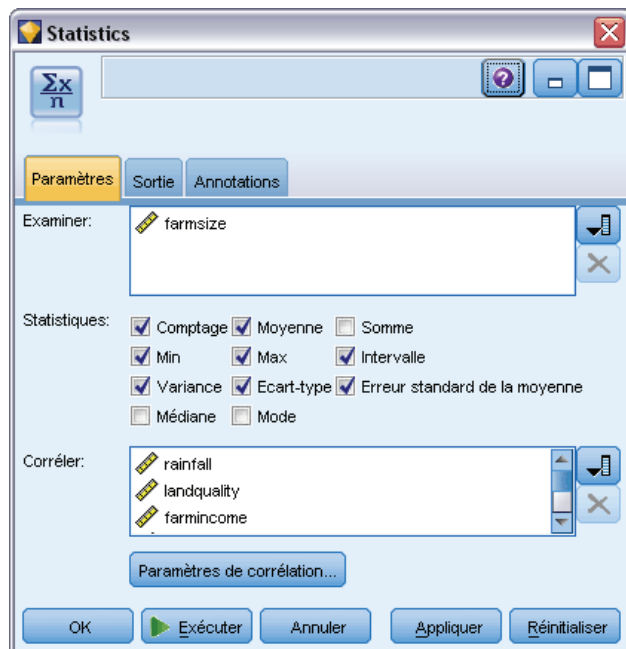 Statistics
Σx
n
?
Paramètres Sortie Annotations
Examiner: farmsize
Statistiques: Comptage Moyenne Somme
Min Max Intervalle
Variance Ecart-type Erreur standard de la moyenne
Médiane Mode
Corréler: rainfall
landquality
farmincome
Paramètres de corrélation...
OK Exécuter Annuler Appliquer Réinitialiser